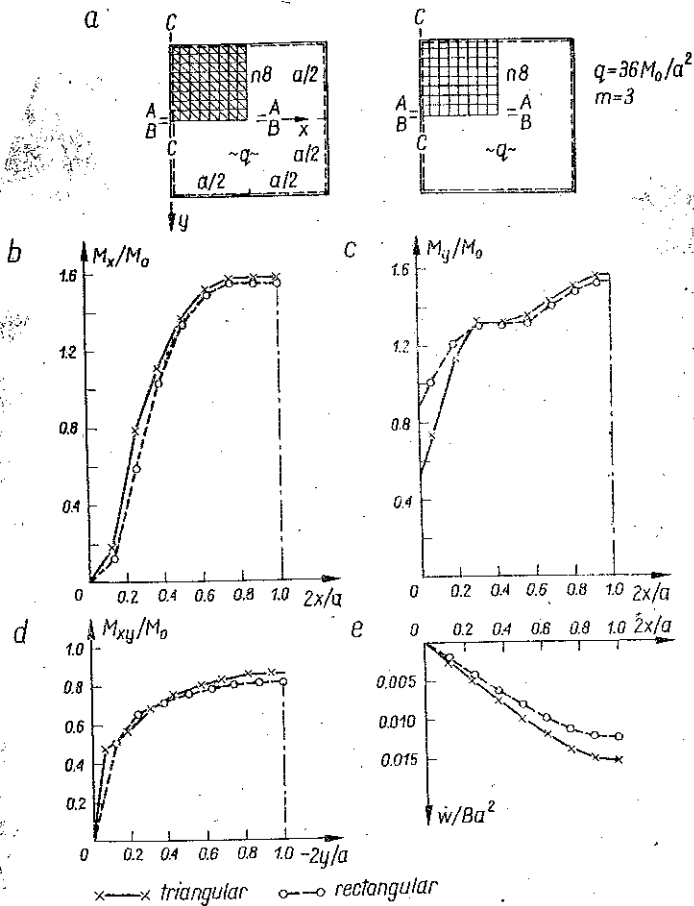 a
C C
n8 a/2 n8 q=36M₀/a²
m=3
A A A A
B B x B B
C ~q~ a/2 ~q~
a/2 a/2
y
b Mₓ/M₀
1.6
1.2
0.8
0.4
0 0.2 0.4 0.6 0.8 1.0 2x/a
c M_y/M₀
1.6
1.2
0.8
0.4
0 0.2 0.4 0.6 0.8 1.0 2x/a
d M_xy/M₀
1.0
0.8
0.6
0.4
0.2
0 0.2 0.4 0.6 0.8 1.0 -2y/a
e
0 0.2 0.4 0.6 0.8 1.0 2x/a
0.005
0.010
0.015
ẇ/Ba²
×—× triangular o--o rectangular